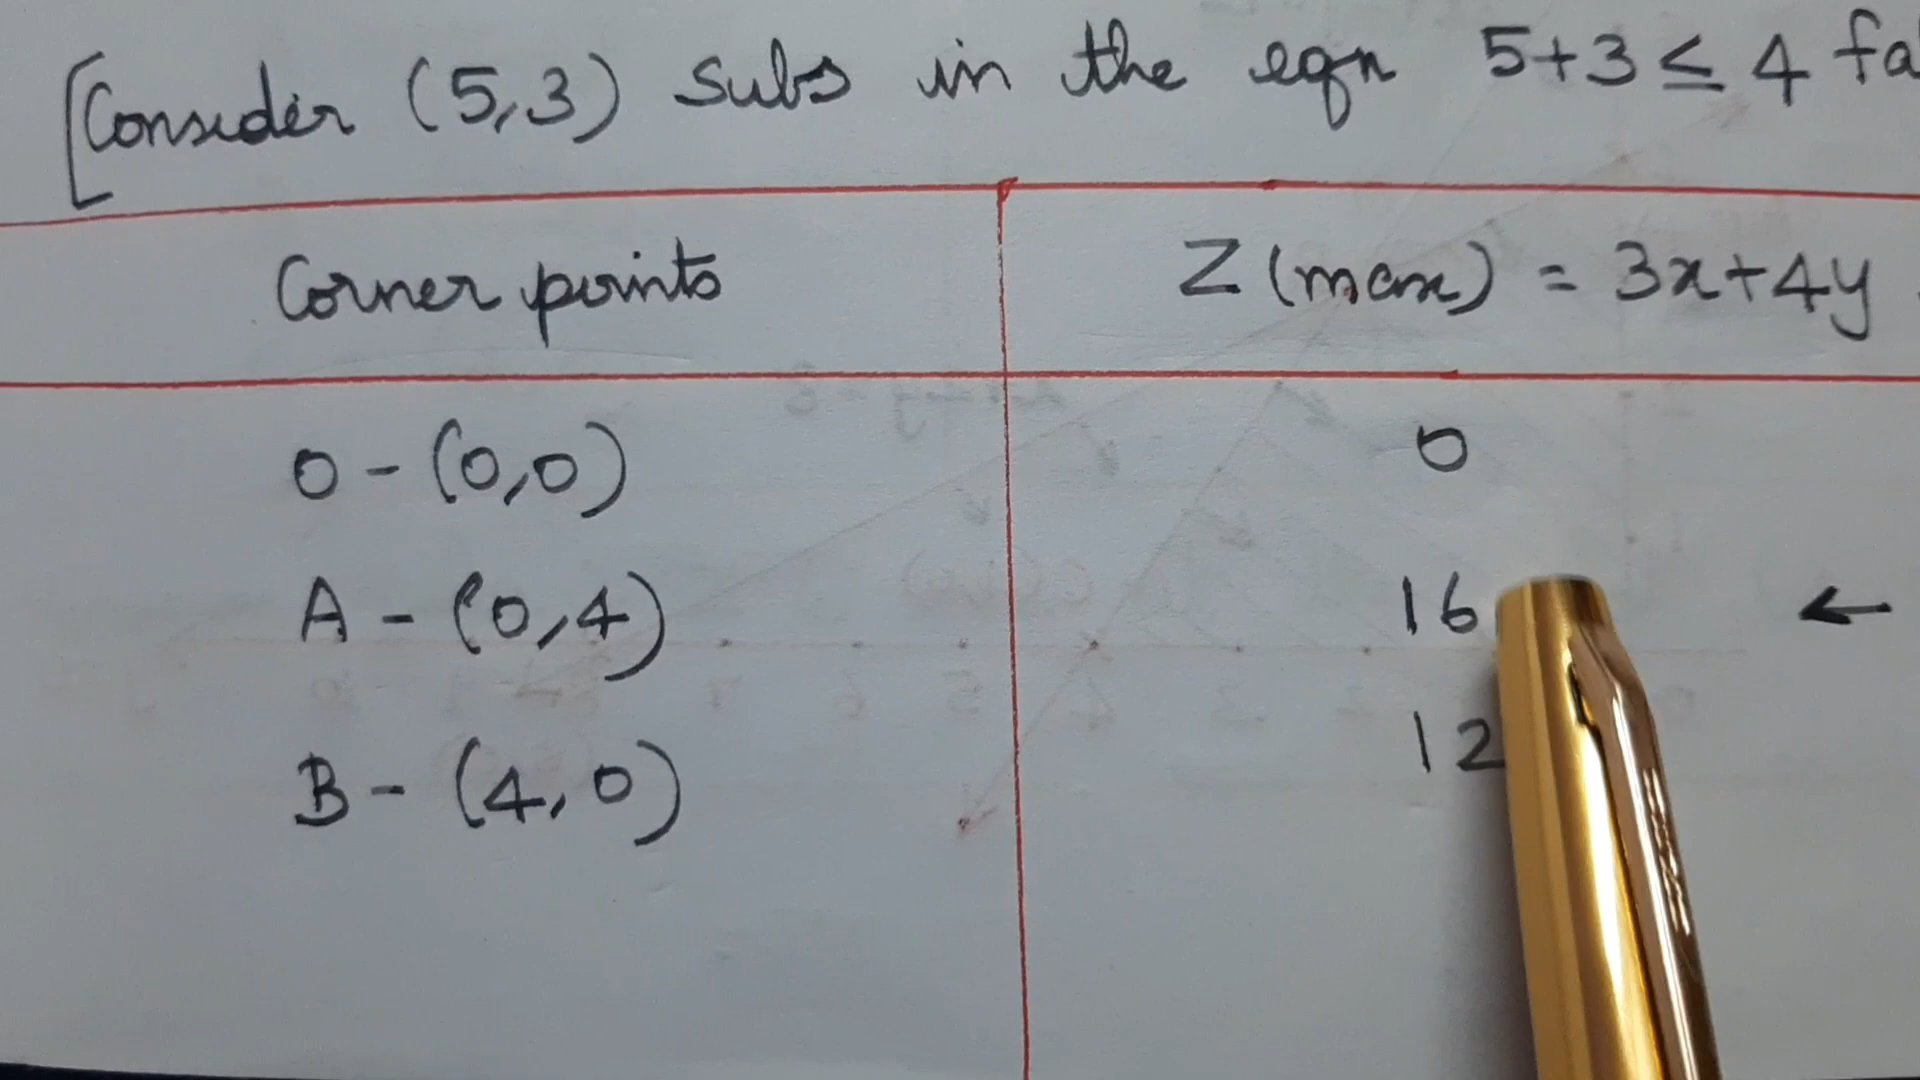 [Consider (5,3) subs in the eqn 5+3 ≤ 4 fa
Corner points Z (max) = 3x+4y
O - (0,0) 0
A - (0,4) 16 ←
B - (4,0) 12